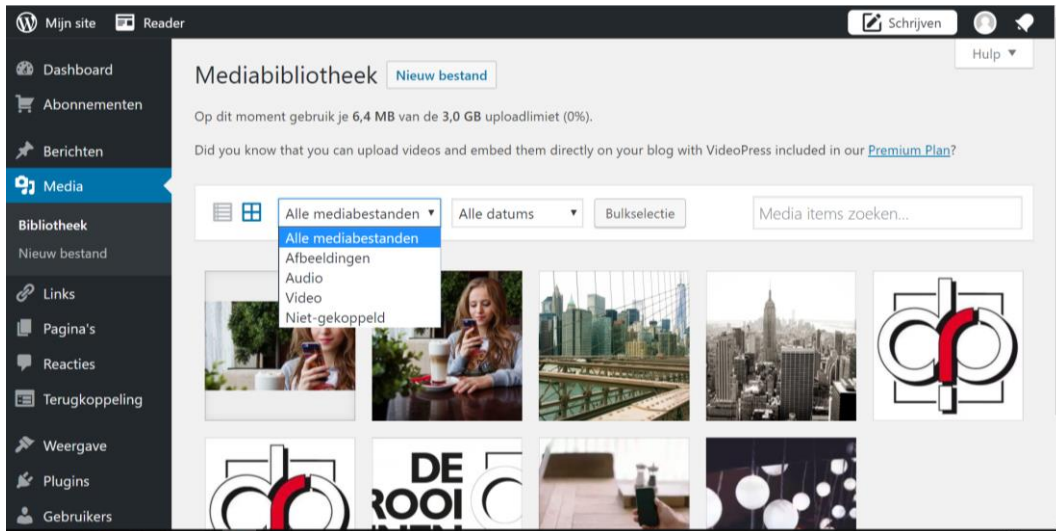 Mijn site
Reader
Schrijven
Hulp ▼
Dashboard
Abonnementen
Berichten
Media
Bibliotheek
Nieuw bestand
Links
Pagina's
Reacties
Terugkoppeling
Weergave
Plugins
Gebruikers
Mediabibliotheek
Nieuw bestand
Op dit moment gebruik je 6,4 MB van de 3,0 GB uploadlimiet (0%).
Did you know that you can upload videos and embed them directly on your blog with VideoPress included in our Premium Plan?
Alle mediabestanden ▼
Alle datums ▼
Bulkselectie
Media items zoeken...
Alle mediabestanden
Afbeeldingen
Audio
Video
Niet-gekoppeld
DE
ROOI